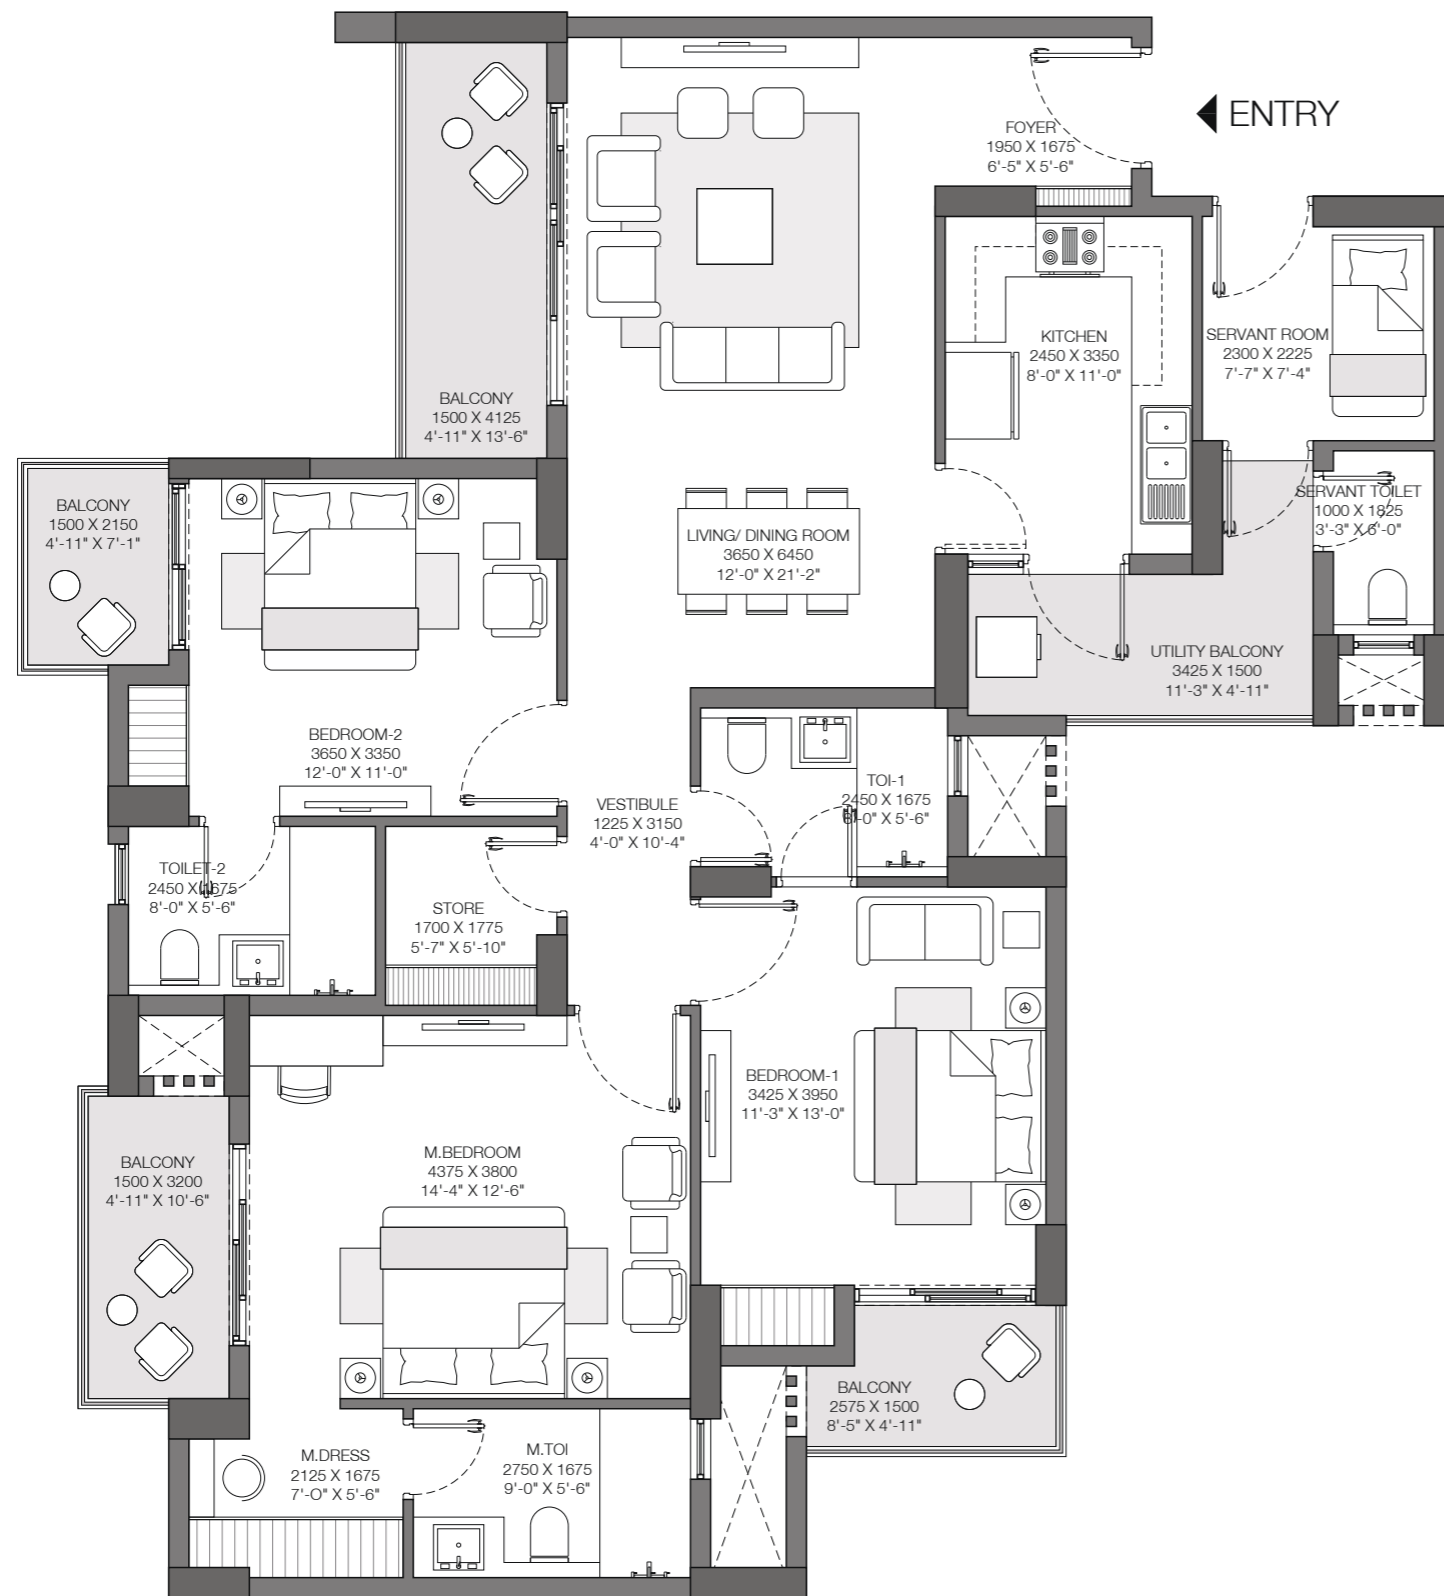 ENTRY
FOYER
1950 X 1675
6'-5" X 5'-6"
KITCHEN
2450 X 3350
8'-0" X 11'-0"
SERVANT ROOM
2300 X 2225
7'-7" X 7'-4"
BALCONY
1500 X 4125
4'-11" X 13'-6"
BALCONY
1500 X 2150
4'-11" X 7'-1"
LIVING/ DINING ROOM
3650 X 6450
12'-0" X 21'-2"
SERVANT TOILET
1000 X 1825
3'-3" X 6'-0"
UTILITY BALCONY
3425 X 1500
11'-3" X 4'-11"
BEDROOM-2
3650 X 3350
12'-0" X 11'-0"
VESTIBULE
1225 X 3150
4'-0" X 10'-4"
TOI-1
2450 X 1675
8'-0" X 5'-6"
TOILET-2
2450 X 1675
8'-0" X 5'-6"
STORE
1700 X 1775
5'-7" X 5'-10"
BEDROOM-1
3425 X 3950
11'-3" X 13'-0"
M.BEDROOM
4375 X 3800
14'-4" X 12'-6"
BALCONY
1500 X 3200
4'-11" X 10'-6"
BALCONY
2575 X 1500
8'-5" X 4'-11"
M.DRESS
2125 X 1675
7'-O" X 5'-6"
M.TOI
2750 X 1675
9'-0" X 5'-6"